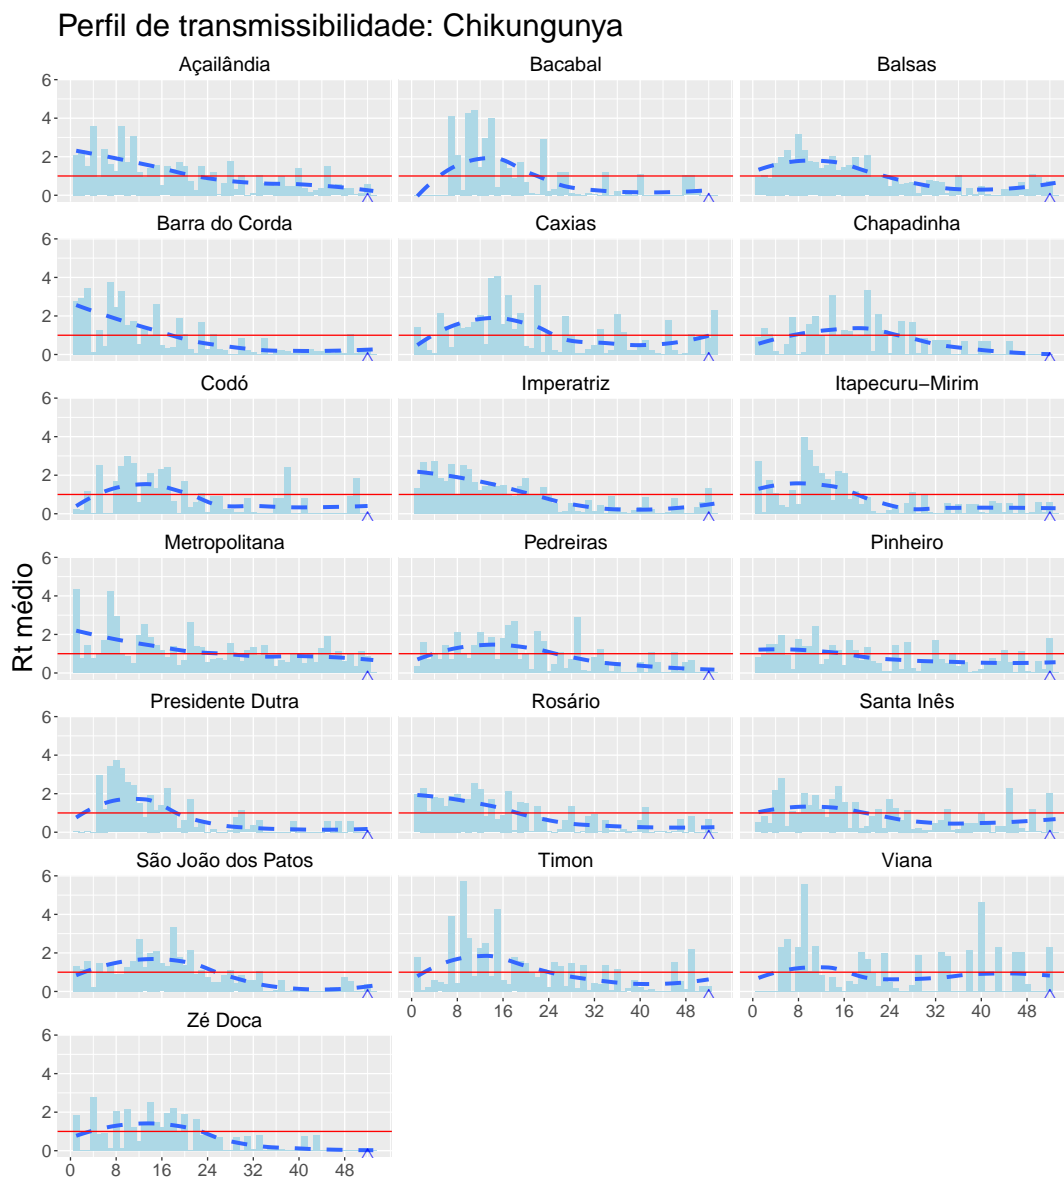 Perfil de transmissibilidade: Chikungunya
Açailândia Bacabal Balsas
6
4
2
0
Barra do Corda Caxias Chapadinha
6
4
2
0
Codó Imperatriz Itapecuru−Mirim
6
4
2
0
Metropolitana Pedreiras Pinheiro
6
4
2
0
Rt médio
Presidente Dutra Rosário Santa Inês
6
4
2
0
São João dos Patos Timon Viana
6
4
2
0
0 8 16 24 32 40 48 0 8 16 24 32 40 48
Zé Doca
6
4
2
0
0 8 16 24 32 40 48